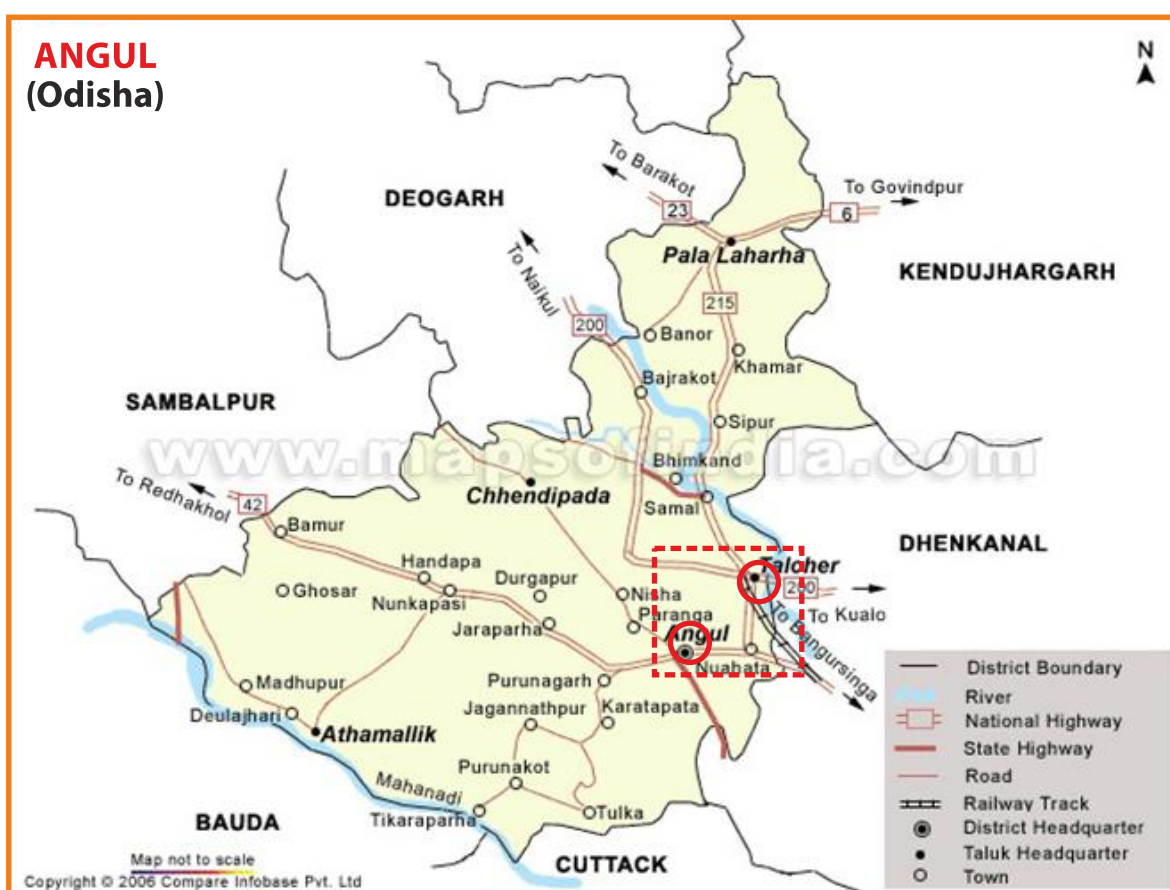 ANGUL
(Odisha)
N
To Barakot
23
To Govindpur
6
DEOGARH
Pala Laharha
KENDUJHARGARH
To Naikul
215
200
Banor
Khamar
Bajrakot
SAMBALPUR
Sipur
www.mapsofindia.com
Bhimkand
To Redhakhol
Chhendipada
42
Samal
Bamur
DHENKANAL
Handapa
Talcher
Durgapur
200
Ghosar
Nunkapasi
Nisha
To Kualo
Paranga
Jaraparha
Angul
To Bangursinga
Nuahata
Purunagarh
Madhupur
Jagannathpur
Karatapata
Deulajhari
Athamallik
Purunakot
Mahanadi
Tikaraparha
Tulka
BAUDA
CUTTACK
District Boundary
River
National Highway
State Highway
Road
Railway Track
District Headquarter
Taluk Headquarter
Town
Map not to scale
Copyright © 2006 Compare Infobase Pvt. Ltd